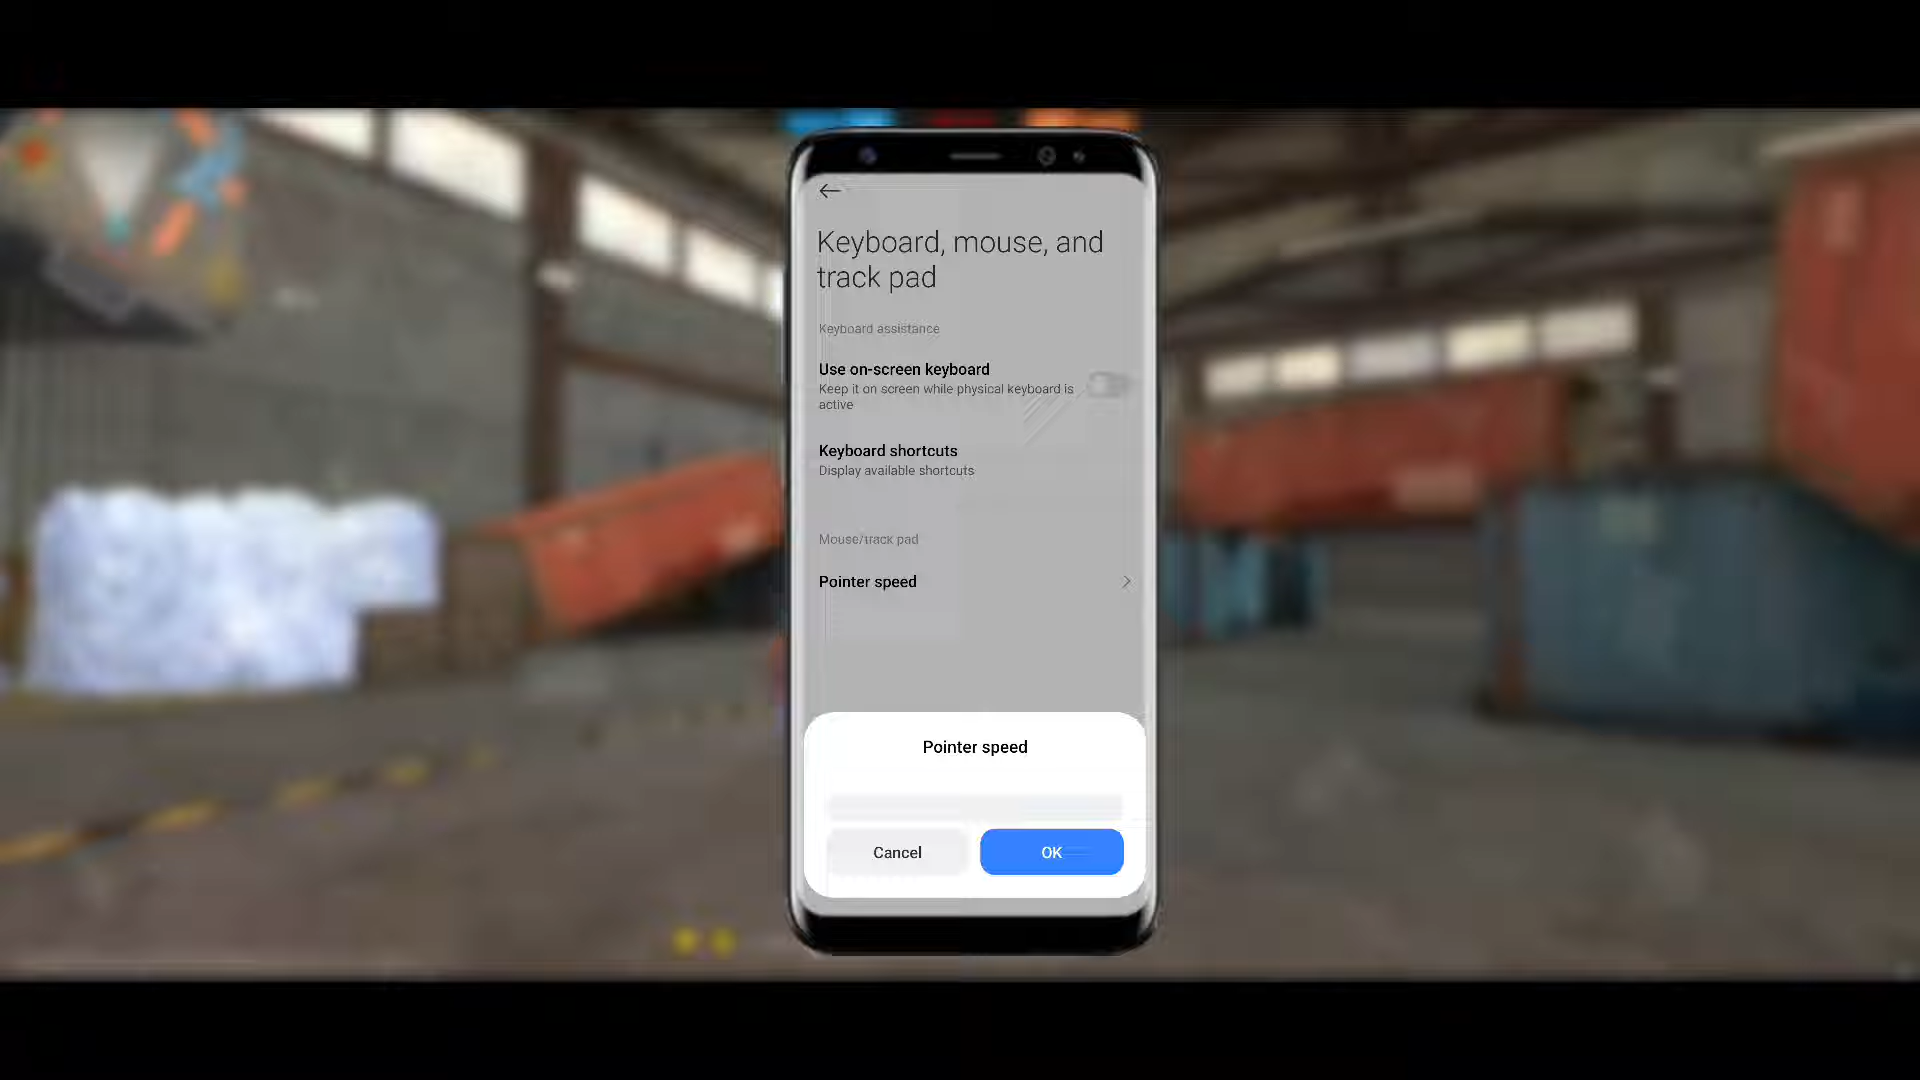 Keyboard, mouse, and
track pad
Keyboard assistance
Use on-screen keyboard
Keep it on screen while physical keyboard is
active
Keyboard shortcuts
Display available shortcuts
Mouse/track pad
Pointer speed
Pointer speed
Cancel
OK